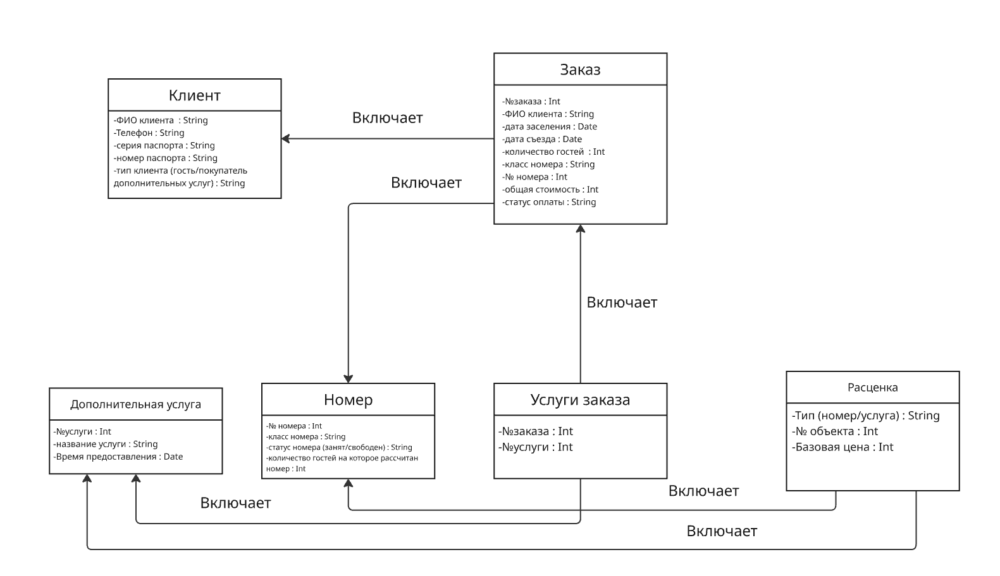 Клиент
-ФИО клиента  : String
-Телефон : String
-серия паспорта : String
-номер паспорта : String
-тип клиента (гость/покупатель
дополнительных услуг) : String
Включает
Заказ
-№заказа : Int
-ФИО клиента : String
-дата заселения : Date
-дата съезда : Date
-количество гостей  : Int
-класс номера : String
-№ номера : Int
-общая стоимость : Int
-статус оплаты : String
Включает
Включает
Дополнительная услуга
-№услуги : Int
-название услуги : String
-Время предоставления : Date
Номер
-№ номера : Int
-класс номера : String
-статус номера (занят/свободен) : String
-количество гостей на которое рассчитан
номер : Int
Услуги заказа
-№заказа : Int
-№услуги : Int
Расценка
-Тип (номер/услуга) : String
-№ объекта : Int
-Базовая цена : Int
Включает
Включает
Включает